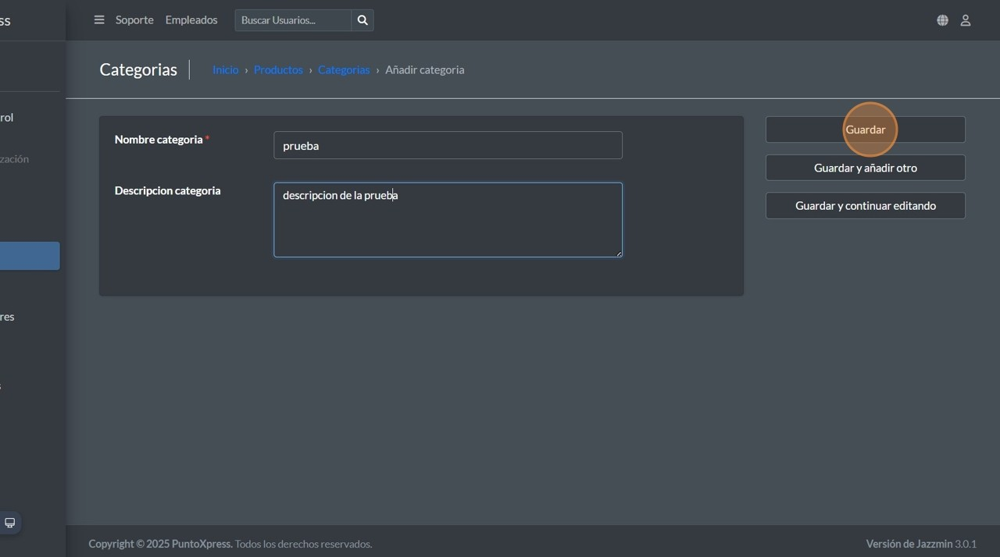 ss
Soporte
Empleados
Buscar Usuarios...
Categorias
Inicio › Productos › Categorias › Añadir categoria
rol
zación
res
s
Nombre categoria *
prueba
Descripcion categoria
descripcion de la prueba
Guardar
Guardar y añadir otro
Guardar y continuar editando
Copyright © 2025 PuntoXpress. Todos los derechos reservados.
Versión de Jazzmin 3.0.1